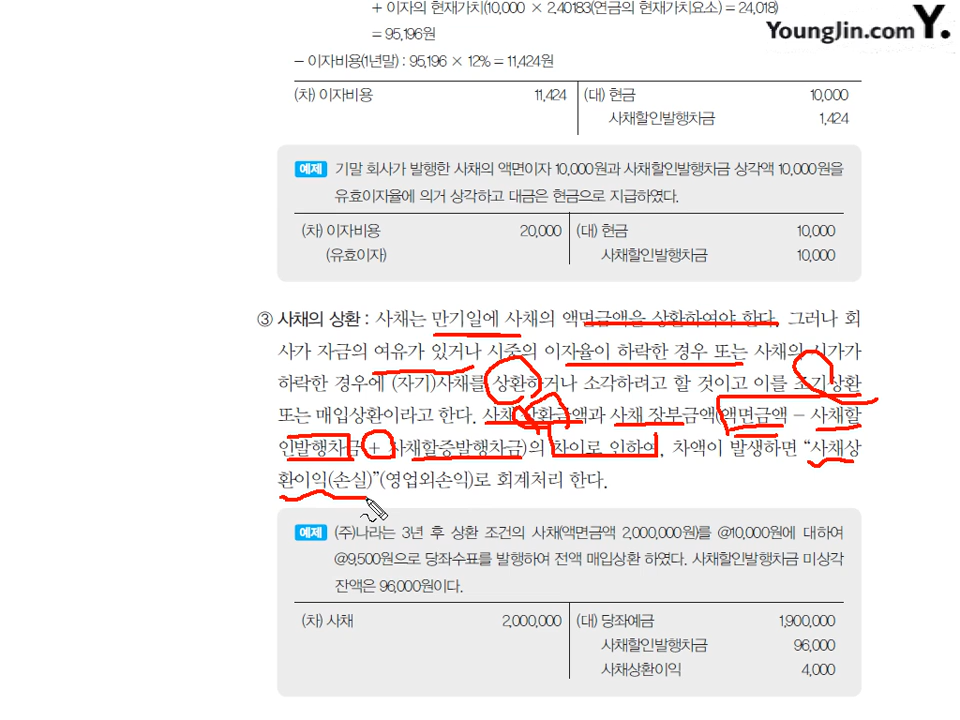 + 이자의 현재가치(10,000 × 2.40183(연금의 현재가치요소) = 24,018)
YoungJin.com Y.
= 95,196원
– 이자비용(1년말) : 95,196 × 12% = 11,424원
(차) 이자비용 11,424 (대) 현금 10,000
사채할인발행차금 1,424
예제 기말 회사가 발행한 사채의 액면이자 10,000원과 사채할인발행차금 상각액 10,000원을
유효이자율에 의거 상각하고 대금은 현금으로 지급하였다.
(차) 이자비용 20,000 (대) 현금 10,000
(유효이자) 사채할인발행차금 10,000
③ 사채의 상환 : 사채는 만기일에 사채의 액면금액을 상환하여야 한다. 그러나 회
사가 자금의 여유가 있거나 시중의 이자율이 하락한 경우 또는 사채의 시가가
하락한 경우에 (자기)사채를 상환하거나 소각하려고 할 것이고 이를 조기상환
또는 매입상환이라고 한다. 사채 상환금액과 사채 장부금액(액면금액 – 사채할
인발행차금 + 사채할증발행차금)의 차이로 인하여, 차액이 발생하면 “사채상
환이익(손실)”(영업외손익)로 회계처리 한다.
예제 (주)나라는 3년 후 상환 조건의 사채(액면금액 2,000,000원)를 @10,000원에 대하여
@9,500원으로 당좌수표를 발행하여 전액 매입상환 하였다. 사채할인발행차금 미상각
잔액은 96,000원이다.
(차) 사채 2,000,000 (대) 당좌예금 1,900,000
사채할인발행차금 96,000
사채상환이익 4,000